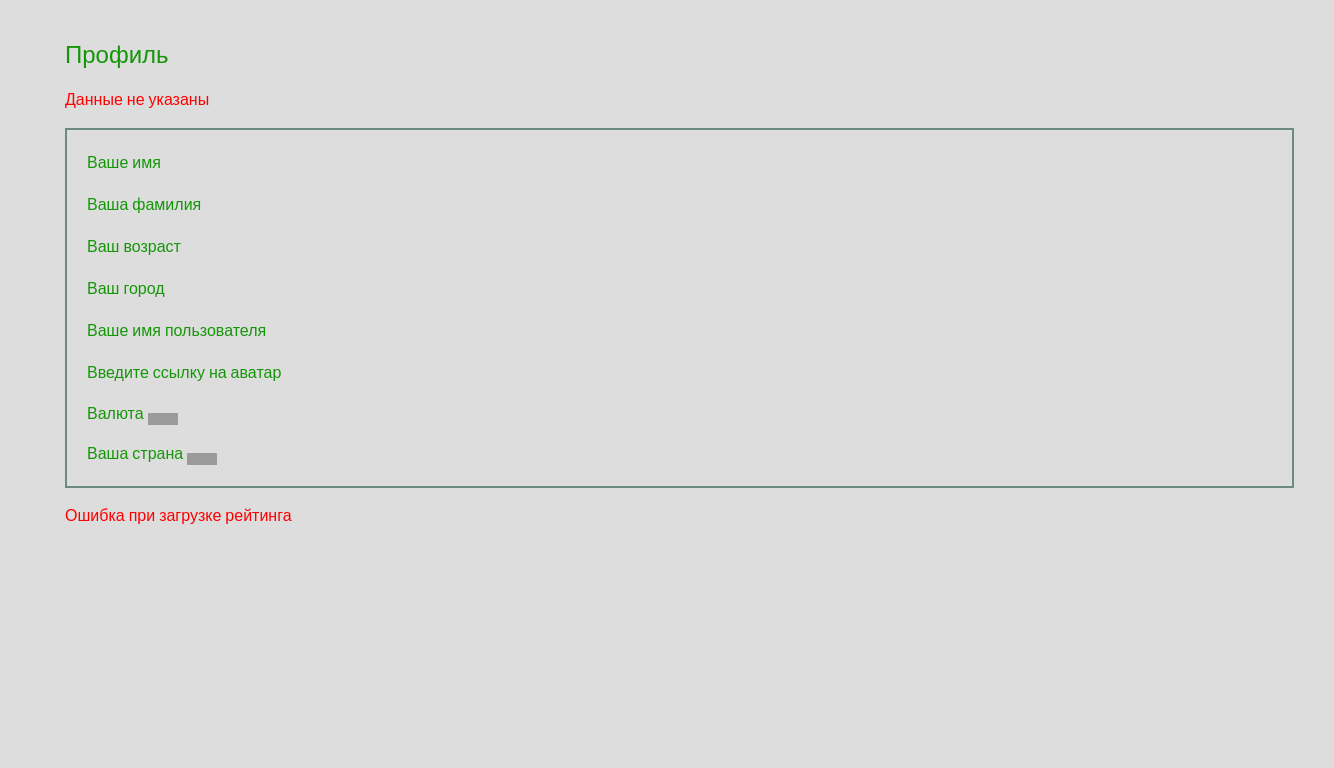 Профиль
Данные не указаны
Ваше имя
Ваша фамилия
Ваш возраст
Ваш город
Ваше имя пользователя
Введите ссылку на аватар
Валюта
Ваша страна
Ошибка при загрузке рейтинга